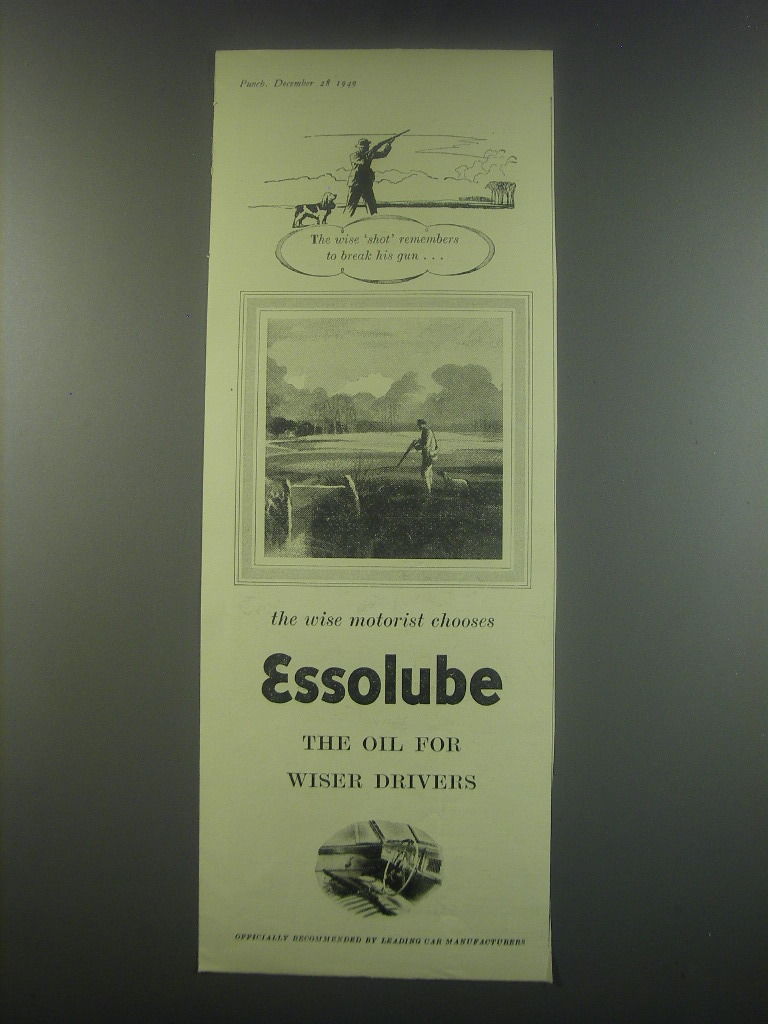 Punch, December 28 1949
The wise 'shot' remembers
to break his gun . . .
the wise motorist chooses
Essolube
THE OIL FOR
WISER DRIVERS
OFFICIALLY RECOMMENDED BY LEADING CAR MANUFACTURERS